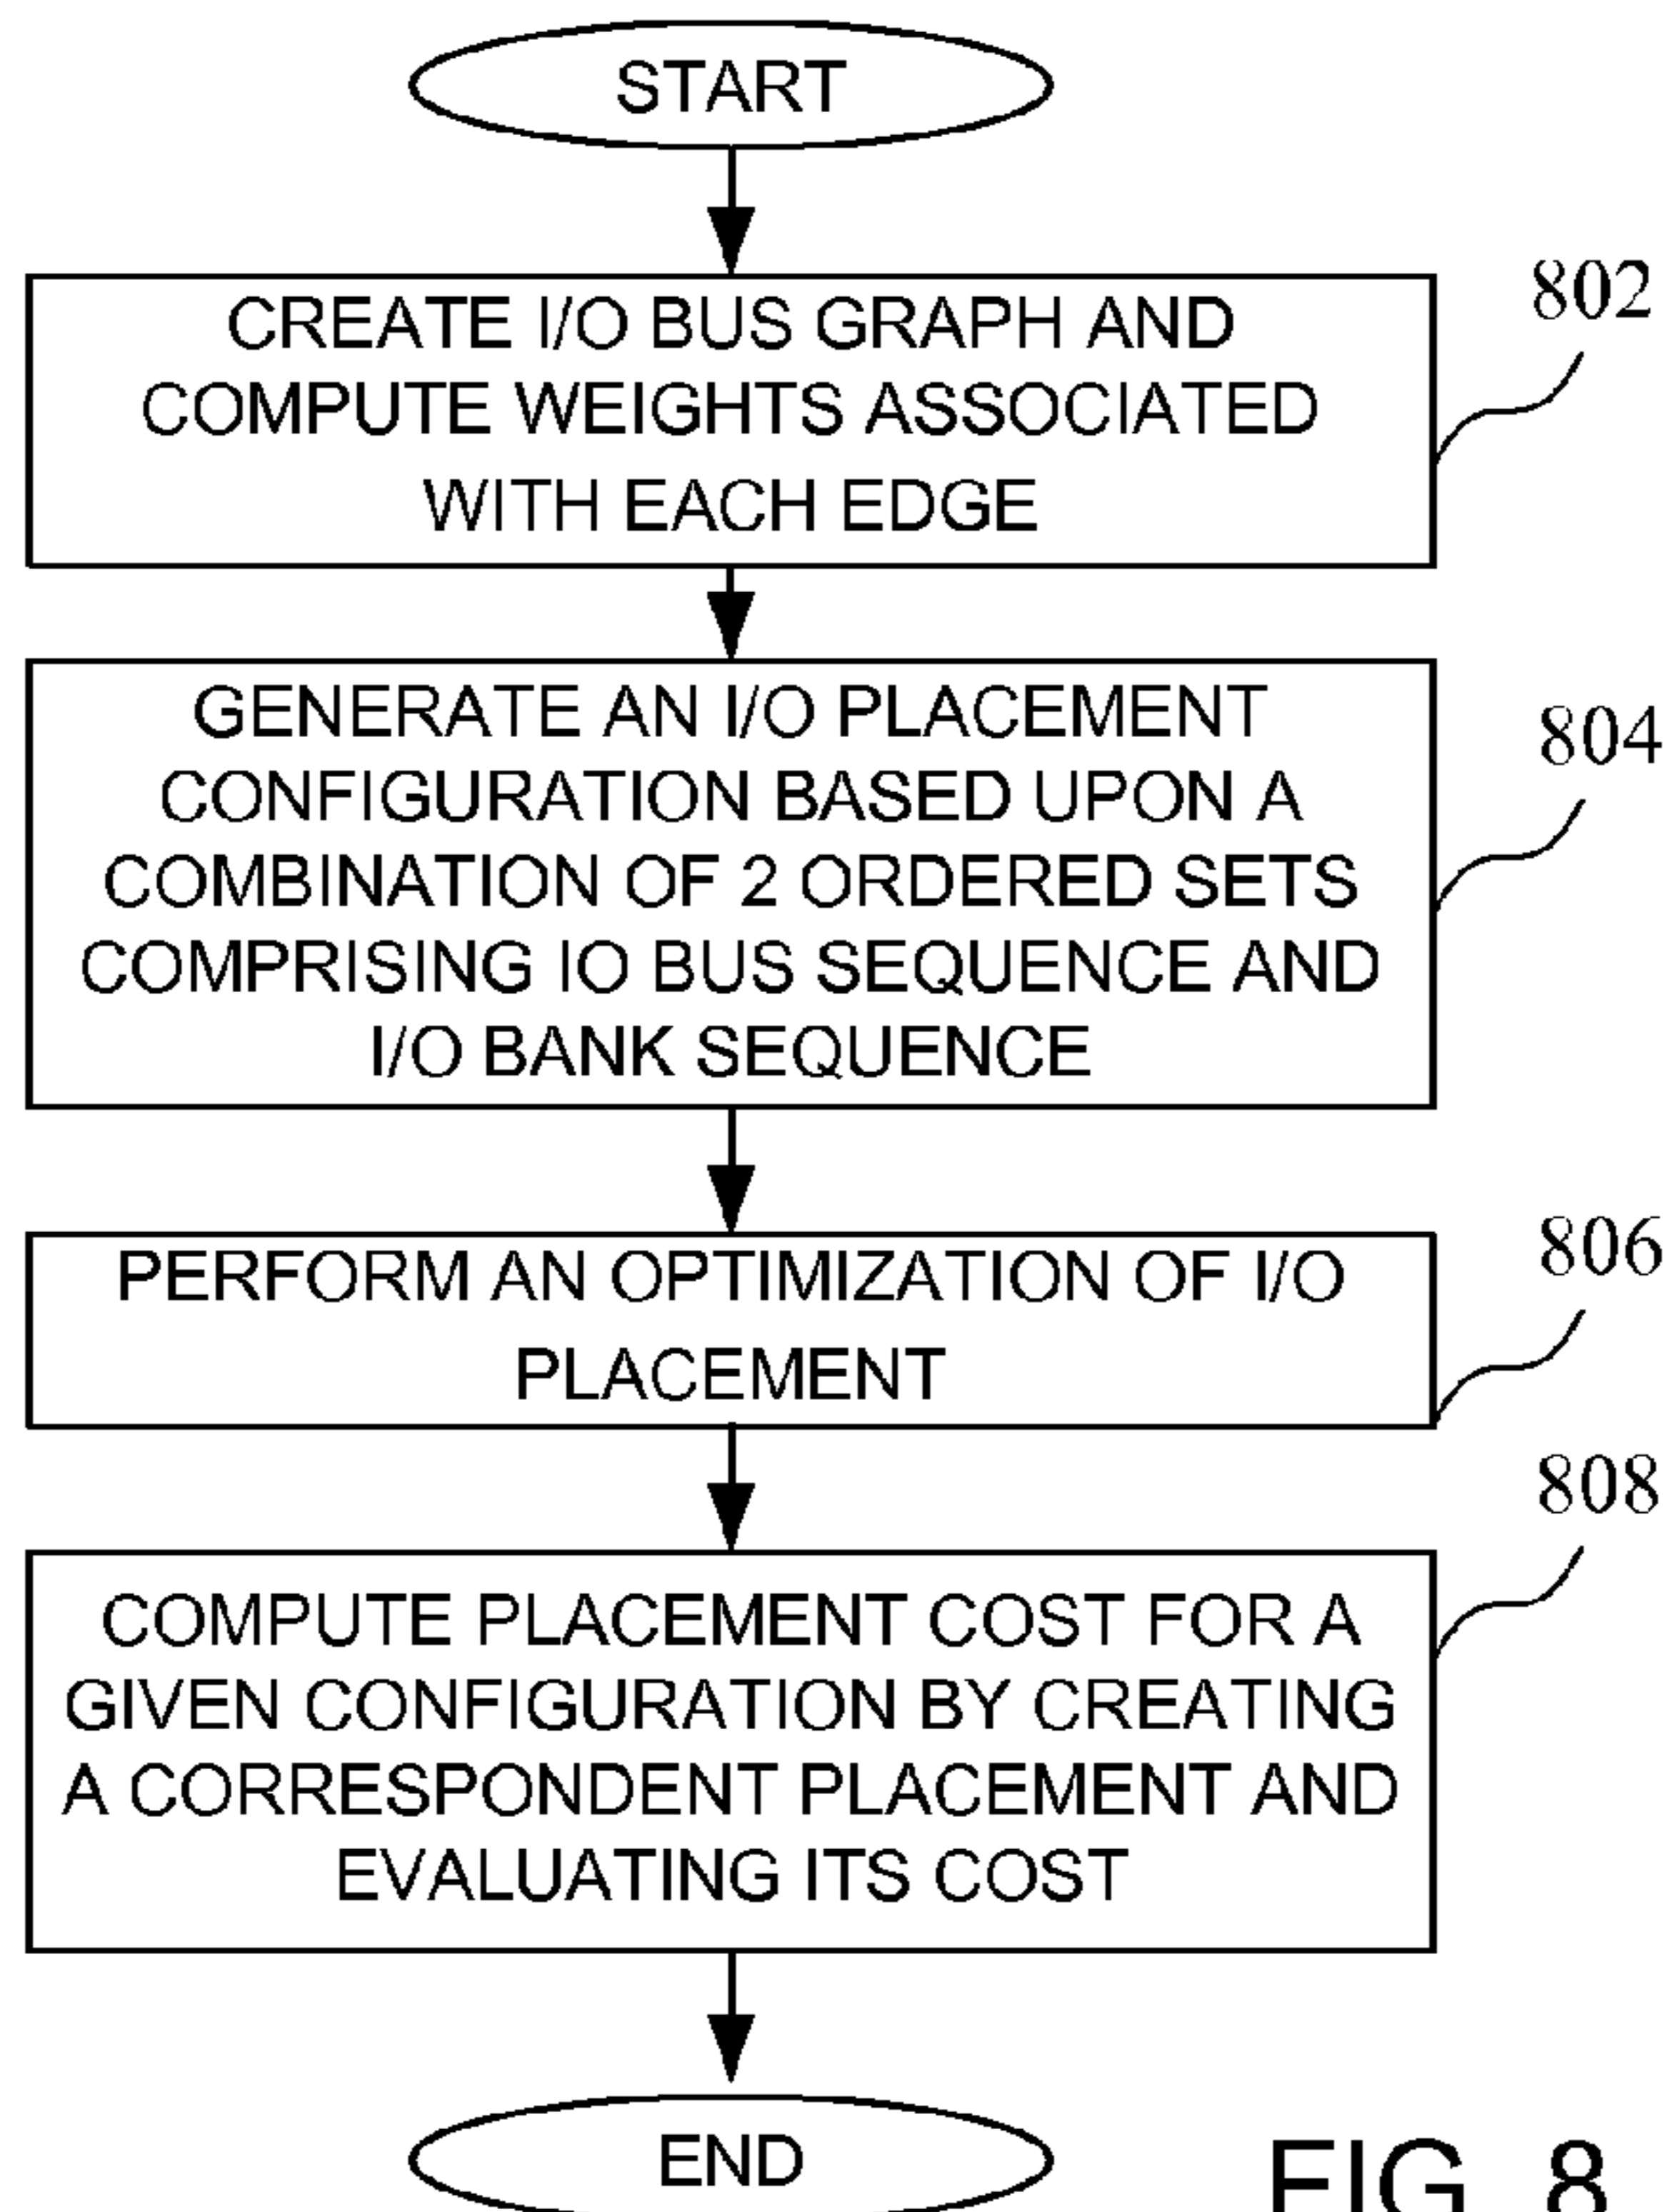 START
CREATE I/O BUS GRAPH AND
COMPUTE WEIGHTS ASSOCIATED
WITH EACH EDGE
802
GENERATE AN I/O PLACEMENT
CONFIGURATION BASED UPON A
COMBINATION OF 2 ORDERED SETS
COMPRISING IO BUS SEQUENCE AND
I/O BANK SEQUENCE
804
PERFORM AN OPTIMIZATION OF I/O
PLACEMENT
806
COMPUTE PLACEMENT COST FOR A
GIVEN CONFIGURATION BY CREATING
A CORRESPONDENT PLACEMENT AND
EVALUATING ITS COST
808
END
FIG. 8